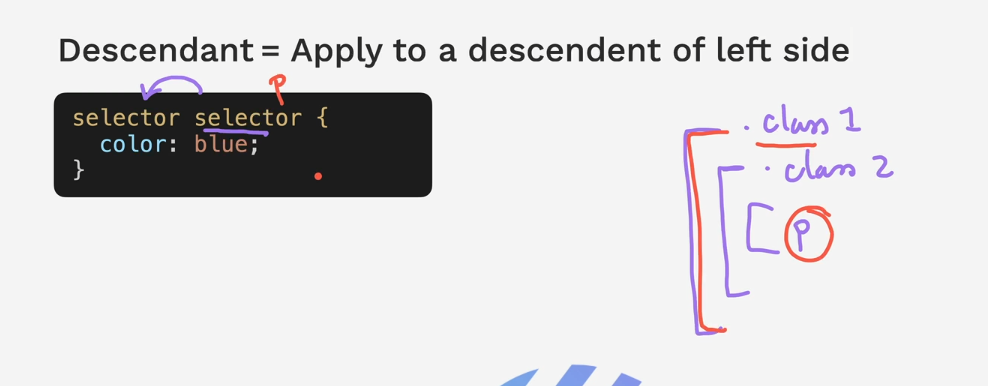 Descendant = Apply to a descendent of left side
p
selector selector {
color: blue;
}
. class 1
. class 2
p